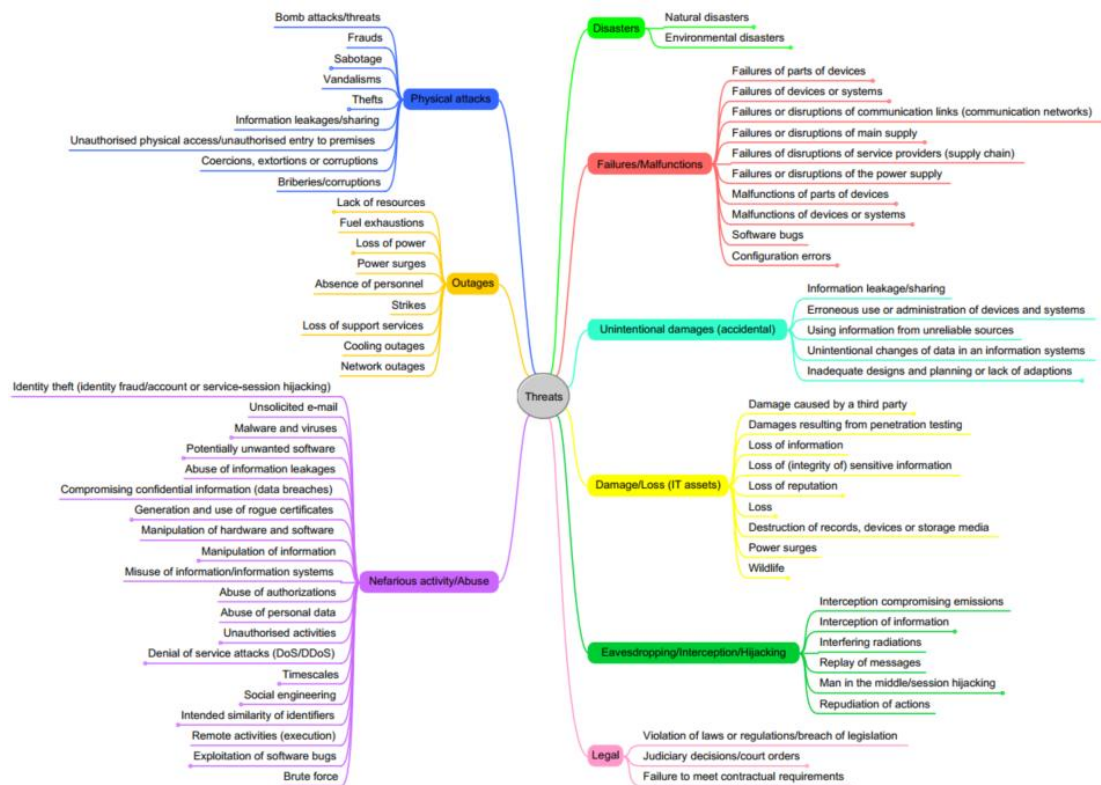 Threats
Physical attacks
Bomb attacks/threats
Frauds
Sabotage
Vandalisms
Thefts
Information leakages/sharing
Unauthorised physical access/unauthorised entry to premises
Coercions, extortions or corruptions
Briberies/corruptions
Outages
Lack of resources
Fuel exhaustions
Loss of power
Power surges
Absence of personnel
Strikes
Loss of support services
Cooling outages
Network outages
Nefarious activity/Abuse
Identity theft (identity fraud/account or service-session hijacking)
Unsolicited e-mail
Malware and viruses
Potentially unwanted software
Abuse of information leakages
Compromising confidential information (data breaches)
Generation and use of rogue certificates
Manipulation of hardware and software
Manipulation of information
Misuse of information/information systems
Abuse of authorizations
Abuse of personal data
Unauthorised activities
Denial of service attacks (DoS/DDoS)
Timescales
Social engineering
Intended similarity of identifiers
Remote activities (execution)
Exploitation of software bugs
Brute force
Disasters
Natural disasters
Environmental disasters
Failures/Malfunctions
Failures of parts of devices
Failures of devices or systems
Failures or disruptions of communication links (communication networks)
Failures or disruptions of main supply
Failures of disruptions of service providers (supply chain)
Failures or disruptions of the power supply
Malfunctions of parts of devices
Malfunctions of devices or systems
Software bugs
Configuration errors
Unintentional damages (accidental)
Information leakage/sharing
Erroneous use or administration of devices and systems
Using information from unreliable sources
Unintentional changes of data in an information systems
Inadequate designs and planning or lack of adaptions
Damage/Loss (IT assets)
Damage caused by a third party
Damages resulting from penetration testing
Loss of information
Loss of (integrity of) sensitive information
Loss of reputation
Loss
Destruction of records, devices or storage media
Power surges
Wildlife
Eavesdropping/Interception/Hijacking
Interception compromising emissions
Interception of information
Interfering radiations
Replay of messages
Man in the middle/session hijacking
Repudiation of actions
Legal
Violation of laws or regulations/breach of legislation
Judiciary decisions/court orders
Failure to meet contractual requirements